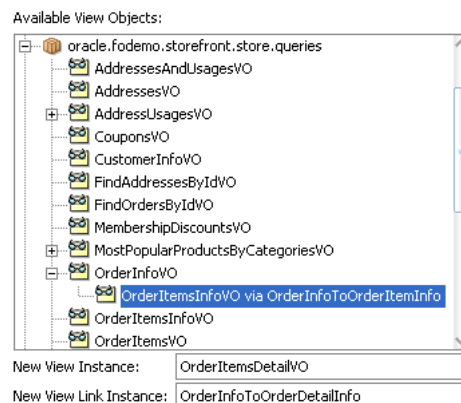 Available View Objects:
oracle.fodemo.storefront.store.queries
AddressesAndUsagesVO
AddressesVO
AddressUsagesVO
CouponsVO
CustomerInfoVO
FindAddressesByIdVO
FindOrdersByIdVO
MembershipDiscountsVO
MostPopularProductsByCategoriesVO
OrderInfoVO
OrderItemsInfoVO via OrderInfoToOrderItemInfo
OrderItemsInfoVO
OrderItemsVO
New View Instance: OrderItemsDetailVO
New View Link Instance: OrderInfoToOrderDetailInfo